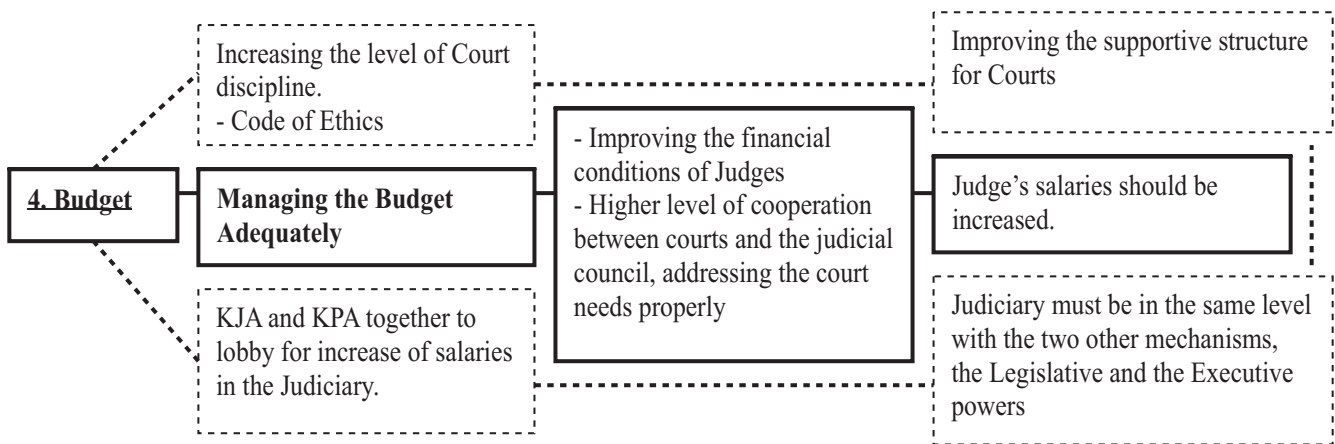 Increasing the level of Court
discipline.
- Code of Ethics
Improving the supportive structure
for Courts
4. Budget
Managing the Budget
Adequately
- Improving the financial
conditions of Judges
- Higher level of cooperation
between courts and the judicial
council, addressing the court
needs properly
Judge's salaries should be
increased.
KJA and KPA together to
lobby for increase of salaries
in the Judiciary.
Judiciary must be in the same level
with the two other mechanisms,
the Legislative and the Executive
powers